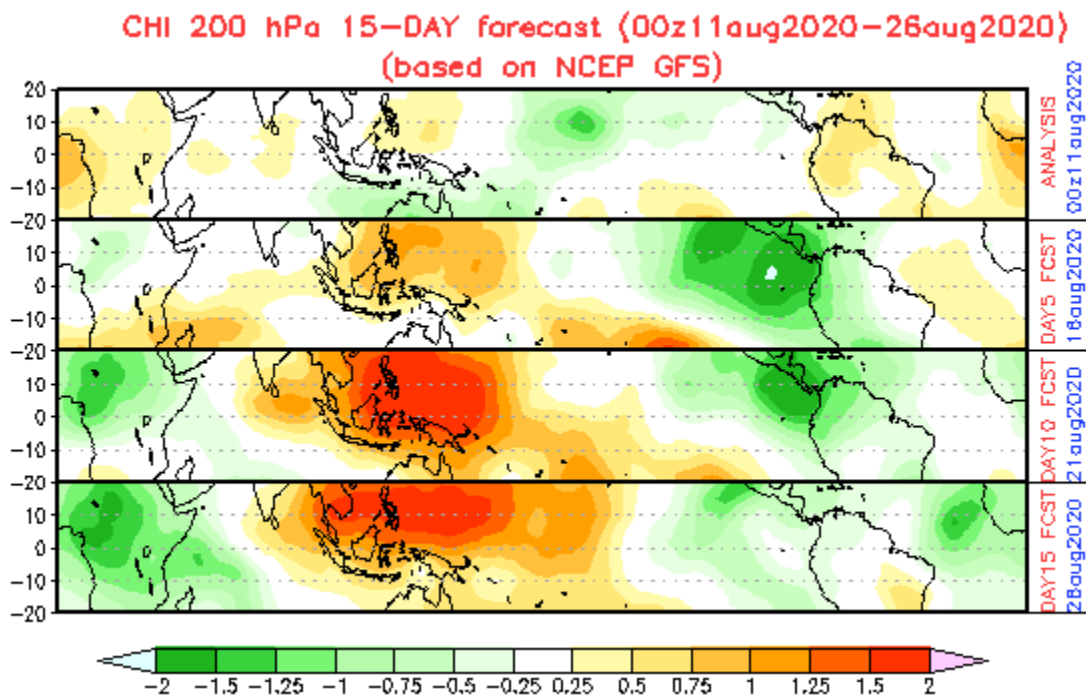 CHI 200 hPa 15-DAY forecast (00z11aug2020-26aug2020)
(based on NCEP GFS)
20
10
0
-10
-20
ANALYSIS
00z11aug2020
20
10
0
-10
-20
DAY5 FCST
16aug2020
20
10
0
-10
-20
DAY10 FCST
21aug2020
20
10
0
-10
-20
DAY15 FCST
26aug2020
-2 -1.5 -1.25 -1 -0.75 -0.5 -0.25 0.25 0.5 0.75 1 1.25 1.5 2